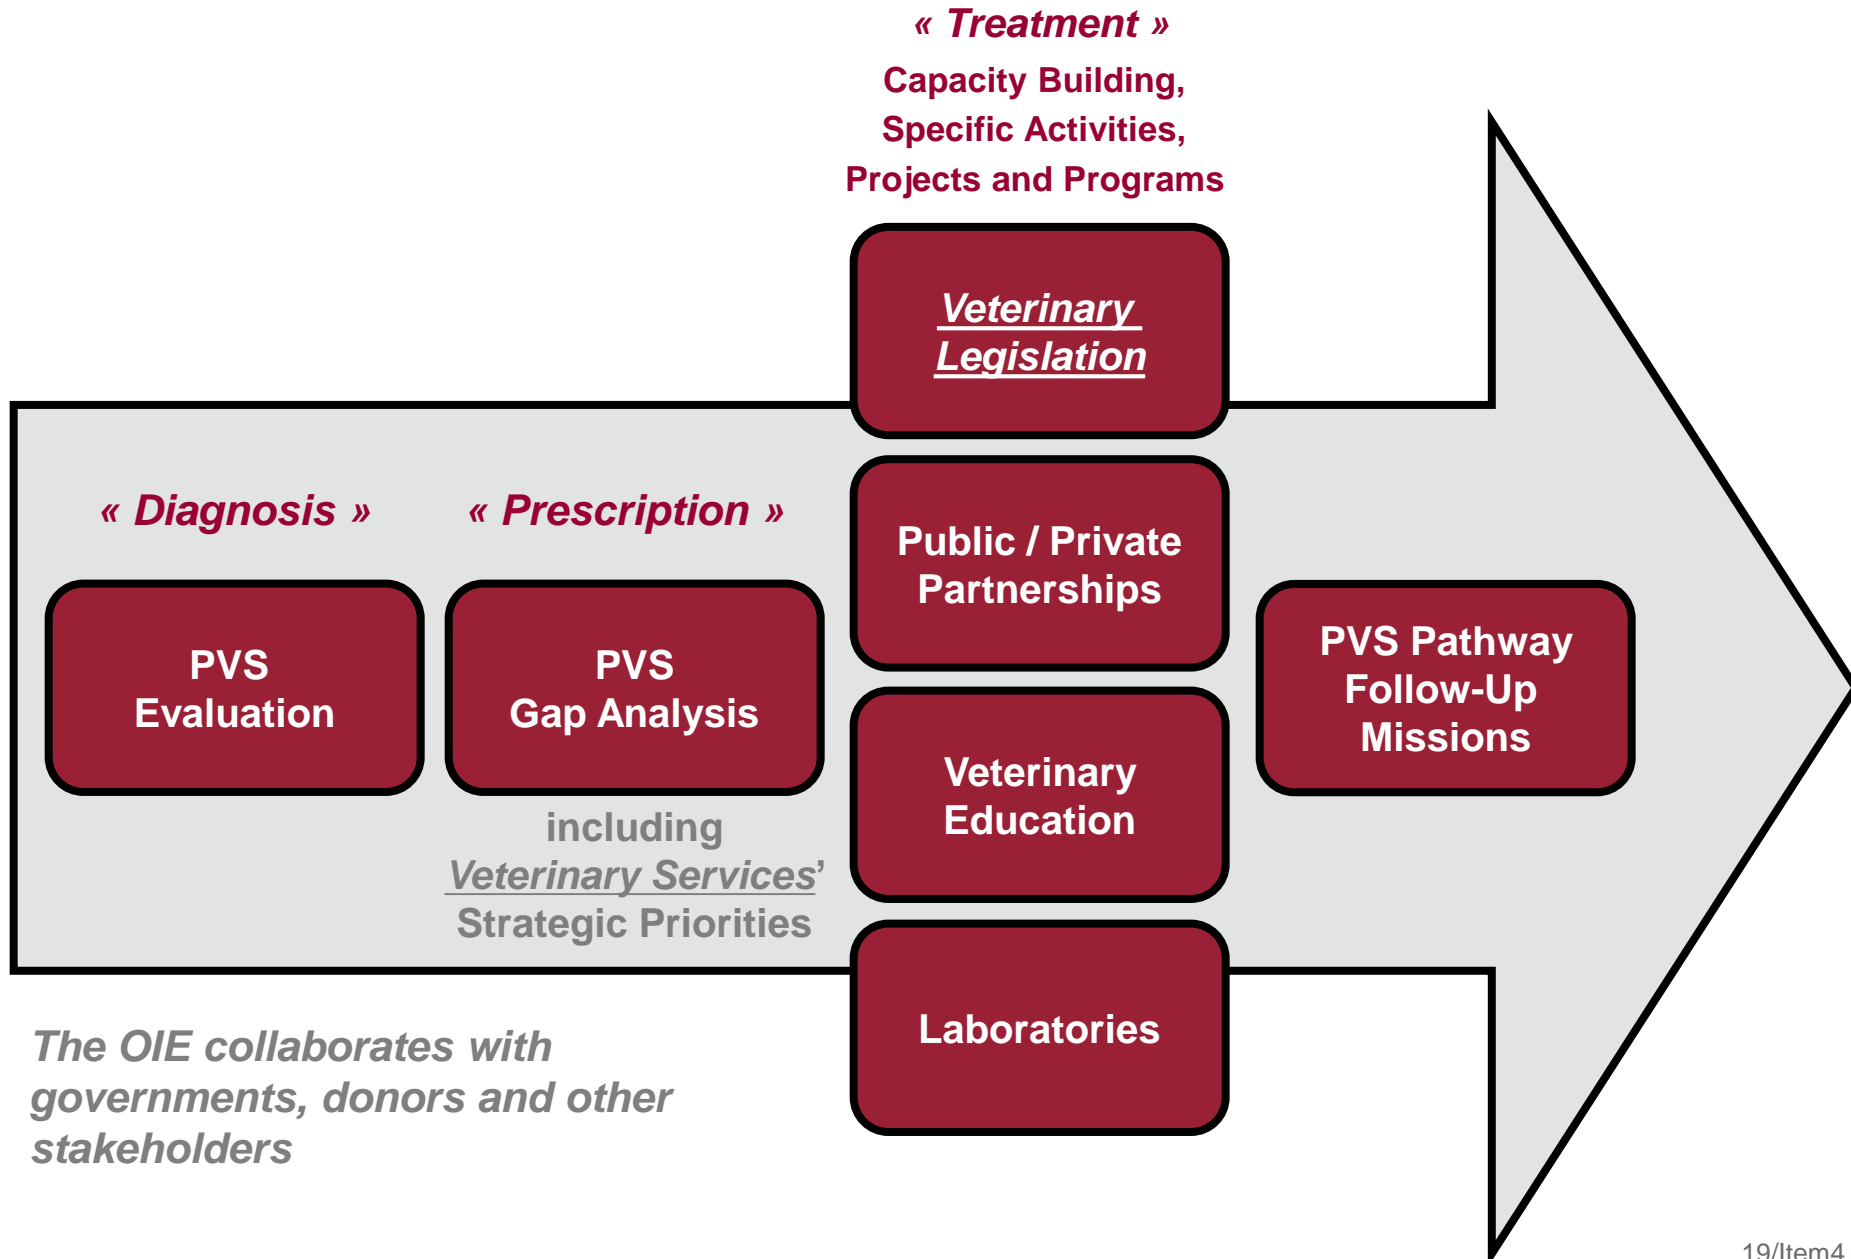 « Treatment »
Capacity Building,
Specific Activities,
Projects and Programs
Veterinary
Legislation
« Diagnosis »
« Prescription »
Public / Private
Partnerships
PVS
Evaluation
PVS
Gap Analysis
PVS Pathway
Follow-Up
Missions
Veterinary
Education
including
Veterinary Services’
Strategic Priorities
Laboratories
The OIE collaborates with
governments, donors and other
stakeholders
19/Item4